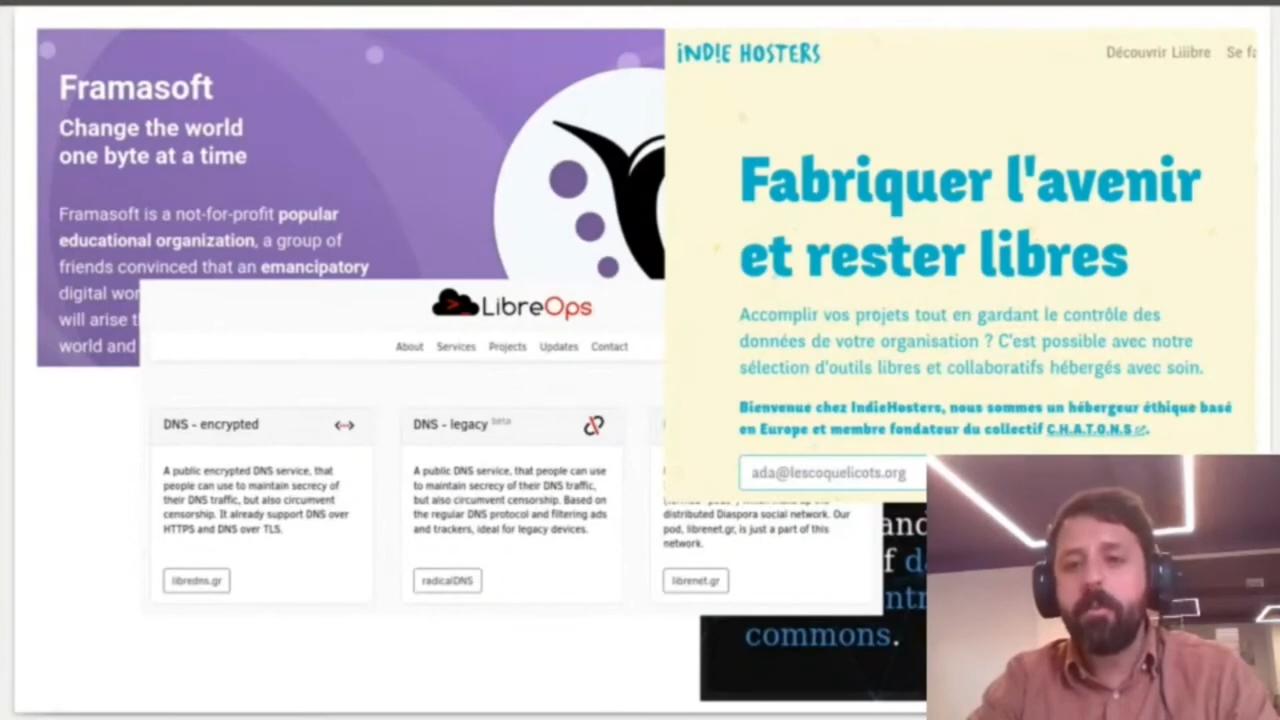 Framasoft
Change the world
one byte at a time
Framasoft is a not-for-profit popular
educational organization, a group of
friends convinced that an emancipatory
digital
will arise
world and
INDIE HOSTERS
Découvrir Liiibre Se
Fabriquer l'avenir
et rester libres
Accomplir vos projets tout en gardant le contrôle des
données de votre organisation ? C'est possible avec notre
sélection d'outils libres et collaboratifs hébergés avec soin.
Bienvenue chez IndieHosters, nous sommes un hébergeur éthique basé
en Europe et membre fondateur du collectif C.H.A.T.O.N.S.
ada@lescoquelicots.org
LibreOps
About Services Projects Updates Contact
DNS - encrypted
A public encrypted DNS service, that
people can use to maintain secrecy of
their DNS traffic, but also circumvent
censorship. It already support DNS over
HTTPS and DNS over TLS.
libredns.gr
DNS - legacy beta
A public DNS service, that people can use
to maintain secrecy of their DNS traffic,
but also circumvent censorship. Based on
the regular DNS protocol and filtering ads
and trackers, ideal for legacy devices.
radicalDNS
distributed Diaspora social network. Our
pod, librenet.gr, is just a part of this
network.
librenet.gr
and
commons.